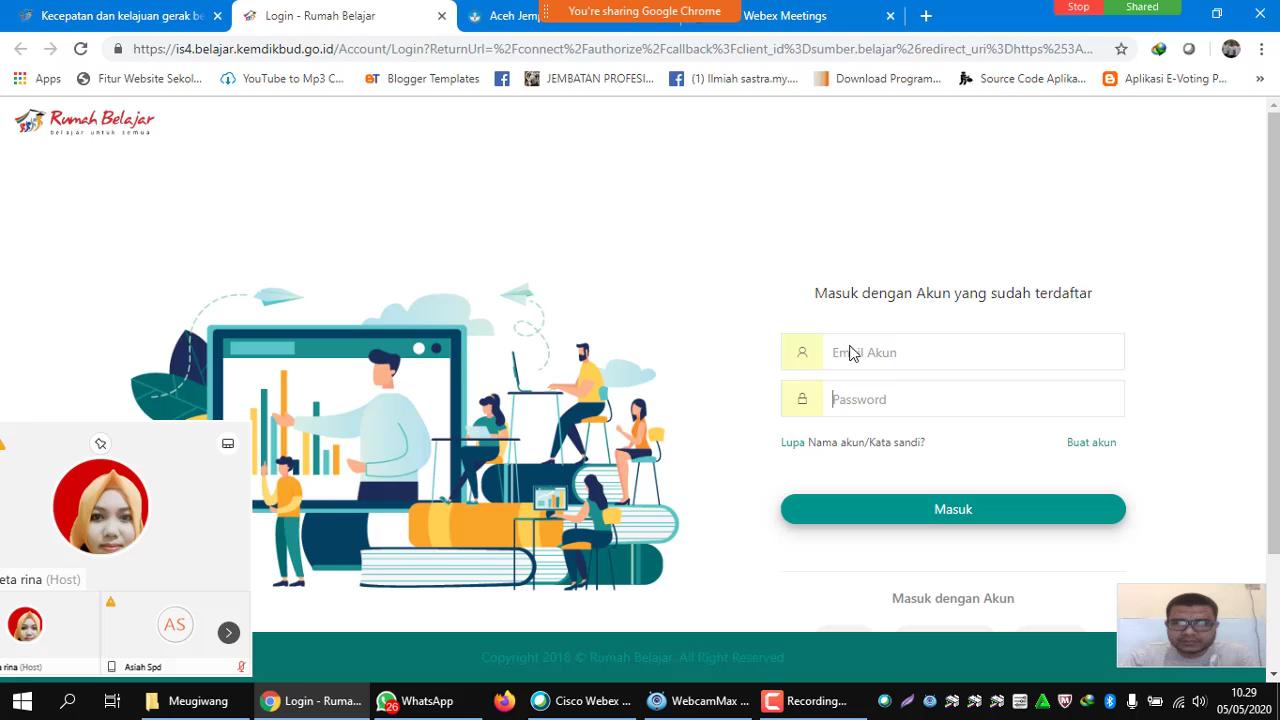 Kecepatan dan kelajuan gerak be
Login - Rumah Belajar
Aceh Jem
You're sharing Google Chrome
Webex Meetings
Stop
Shared
https://is4.belajar.kemdikbud.go.id/Account/Login?ReturnUrl=%2Fconnect%2Fauthorize%2Fcallback%3Fclient_id%3Dsumber.belajar%26redirect_uri%3Dhttps%253A...
Apps
Fitur Website Sekol...
YouTube to Mp3 C...
Blogger Templates
JEMBATAN PROFESI...
(1) Ilmiah sastra.my....
Download Program...
Source Code Aplika...
Aplikasi E-Voting P...
Rumah Belajar
belajar untuk semua
Masuk dengan Akun yang sudah terdaftar
Email Akun
Password
Lupa Nama akun/Kata sandi?
Buat akun
Masuk
Masuk dengan Akun
eta rina (Host)
AS
rina (Host)
Asiah Spd
Copyright 2018 © Rumah Belajar. All Right Reserved
Meugiwang
Login - Ruma...
26
WhatsApp
Cisco Webex ...
WebcamMax ...
Recording...
10.29
05/05/2020